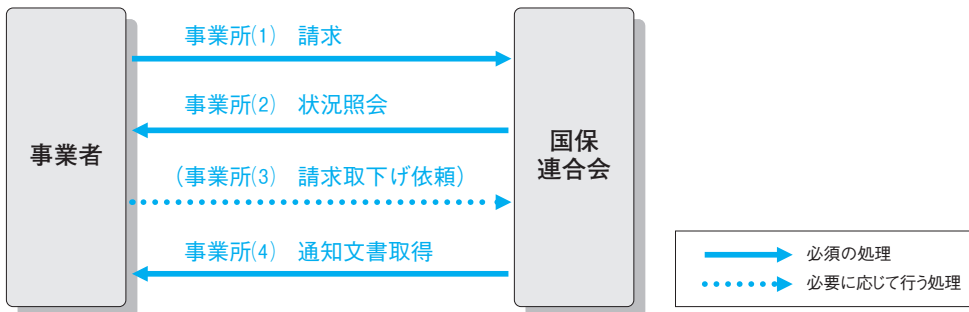 事業所(1) 請求
事業所(2) 状況照会
事業者
国保
連合会
(事業所(3) 請求取下げ依頼)
事業所(4) 通知文書取得
必須の処理
必要に応じて行う処理